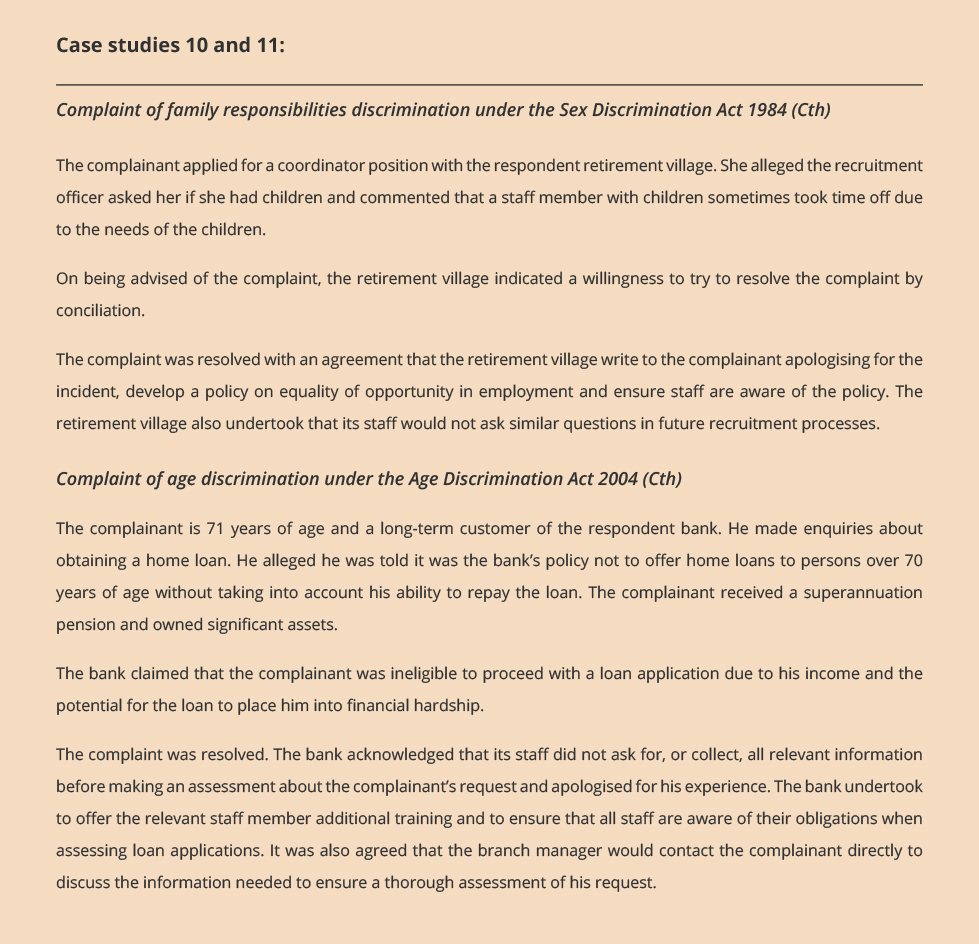 Case studies 10 and 11:
Complaint of family responsibilities discrimination under the Sex Discrimination Act 1984 (Cth)
The complainant applied for a coordinator position with the respondent retirement village. She alleged the recruitment
officer asked her if she had children and commented that a staff member with children sometimes took time off due
to the needs of the children.
On being advised of the complaint, the retirement village indicated a willingness to try to resolve the complaint by
conciliation.
The complaint was resolved with an agreement that the retirement village write to the complainant apologising for the
incident, develop a policy on equality of opportunity in employment and ensure staff are aware of the policy. The
retirement village also undertook that its staff would not ask similar questions in future recruitment processes.
Complaint of age discrimination under the Age Discrimination Act 2004 (Cth)
The complainant is 71 years of age and a long-term customer of the respondent bank. He made enquiries about
obtaining a home loan. He alleged he was told it was the bank’s policy not to offer home loans to persons over 70
years of age without taking into account his ability to repay the loan. The complainant received a superannuation
pension and owned significant assets.
The bank claimed that the complainant was ineligible to proceed with a loan application due to his income and the
potential for the loan to place him into financial hardship.
The complaint was resolved. The bank acknowledged that its staff did not ask for, or collect, all relevant information
before making an assessment about the complainant’s request and apologised for his experience. The bank undertook
to offer the relevant staff member additional training and to ensure that all staff are aware of their obligations when
assessing loan applications. It was also agreed that the branch manager would contact the complainant directly to
discuss the information needed to ensure a thorough assessment of his request.